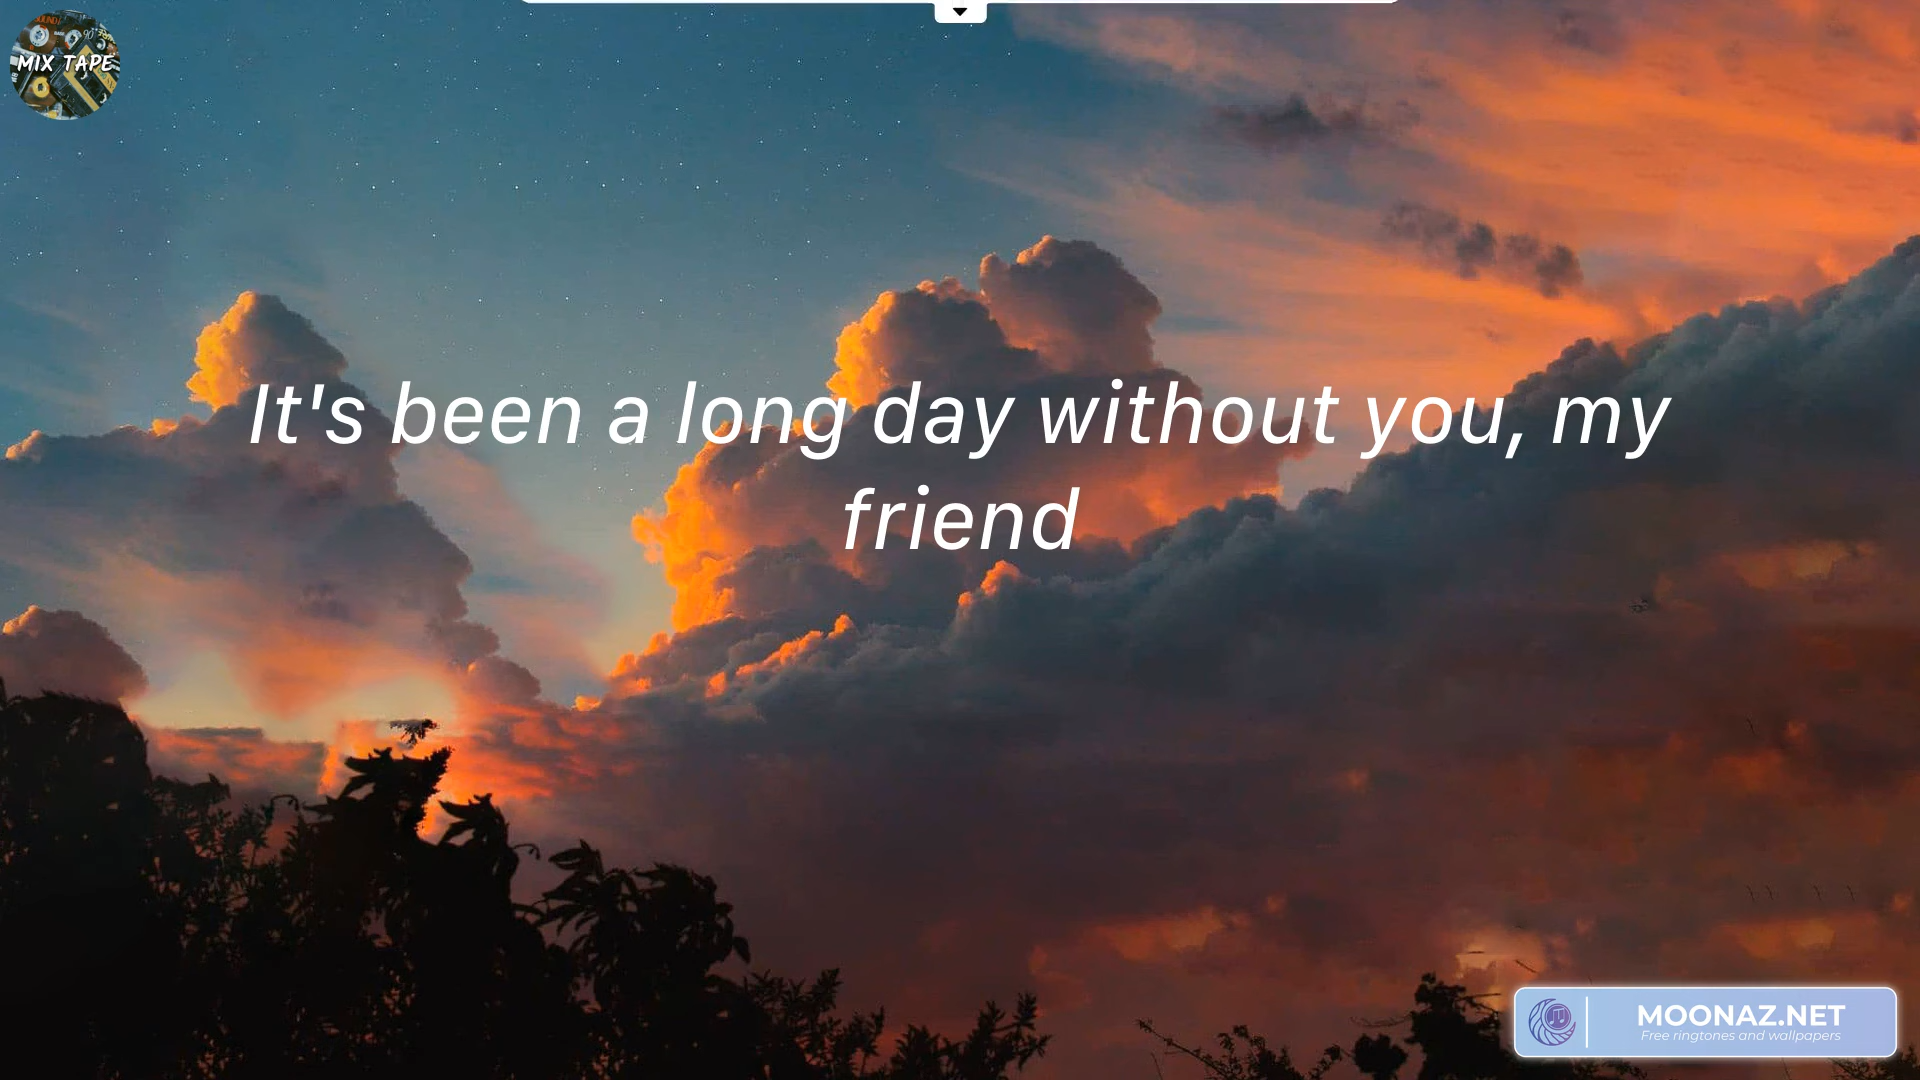 MIX TAPE
It's been a long day without you, my
friend
MOONAZ.NET
Free ringtones and wallpapers